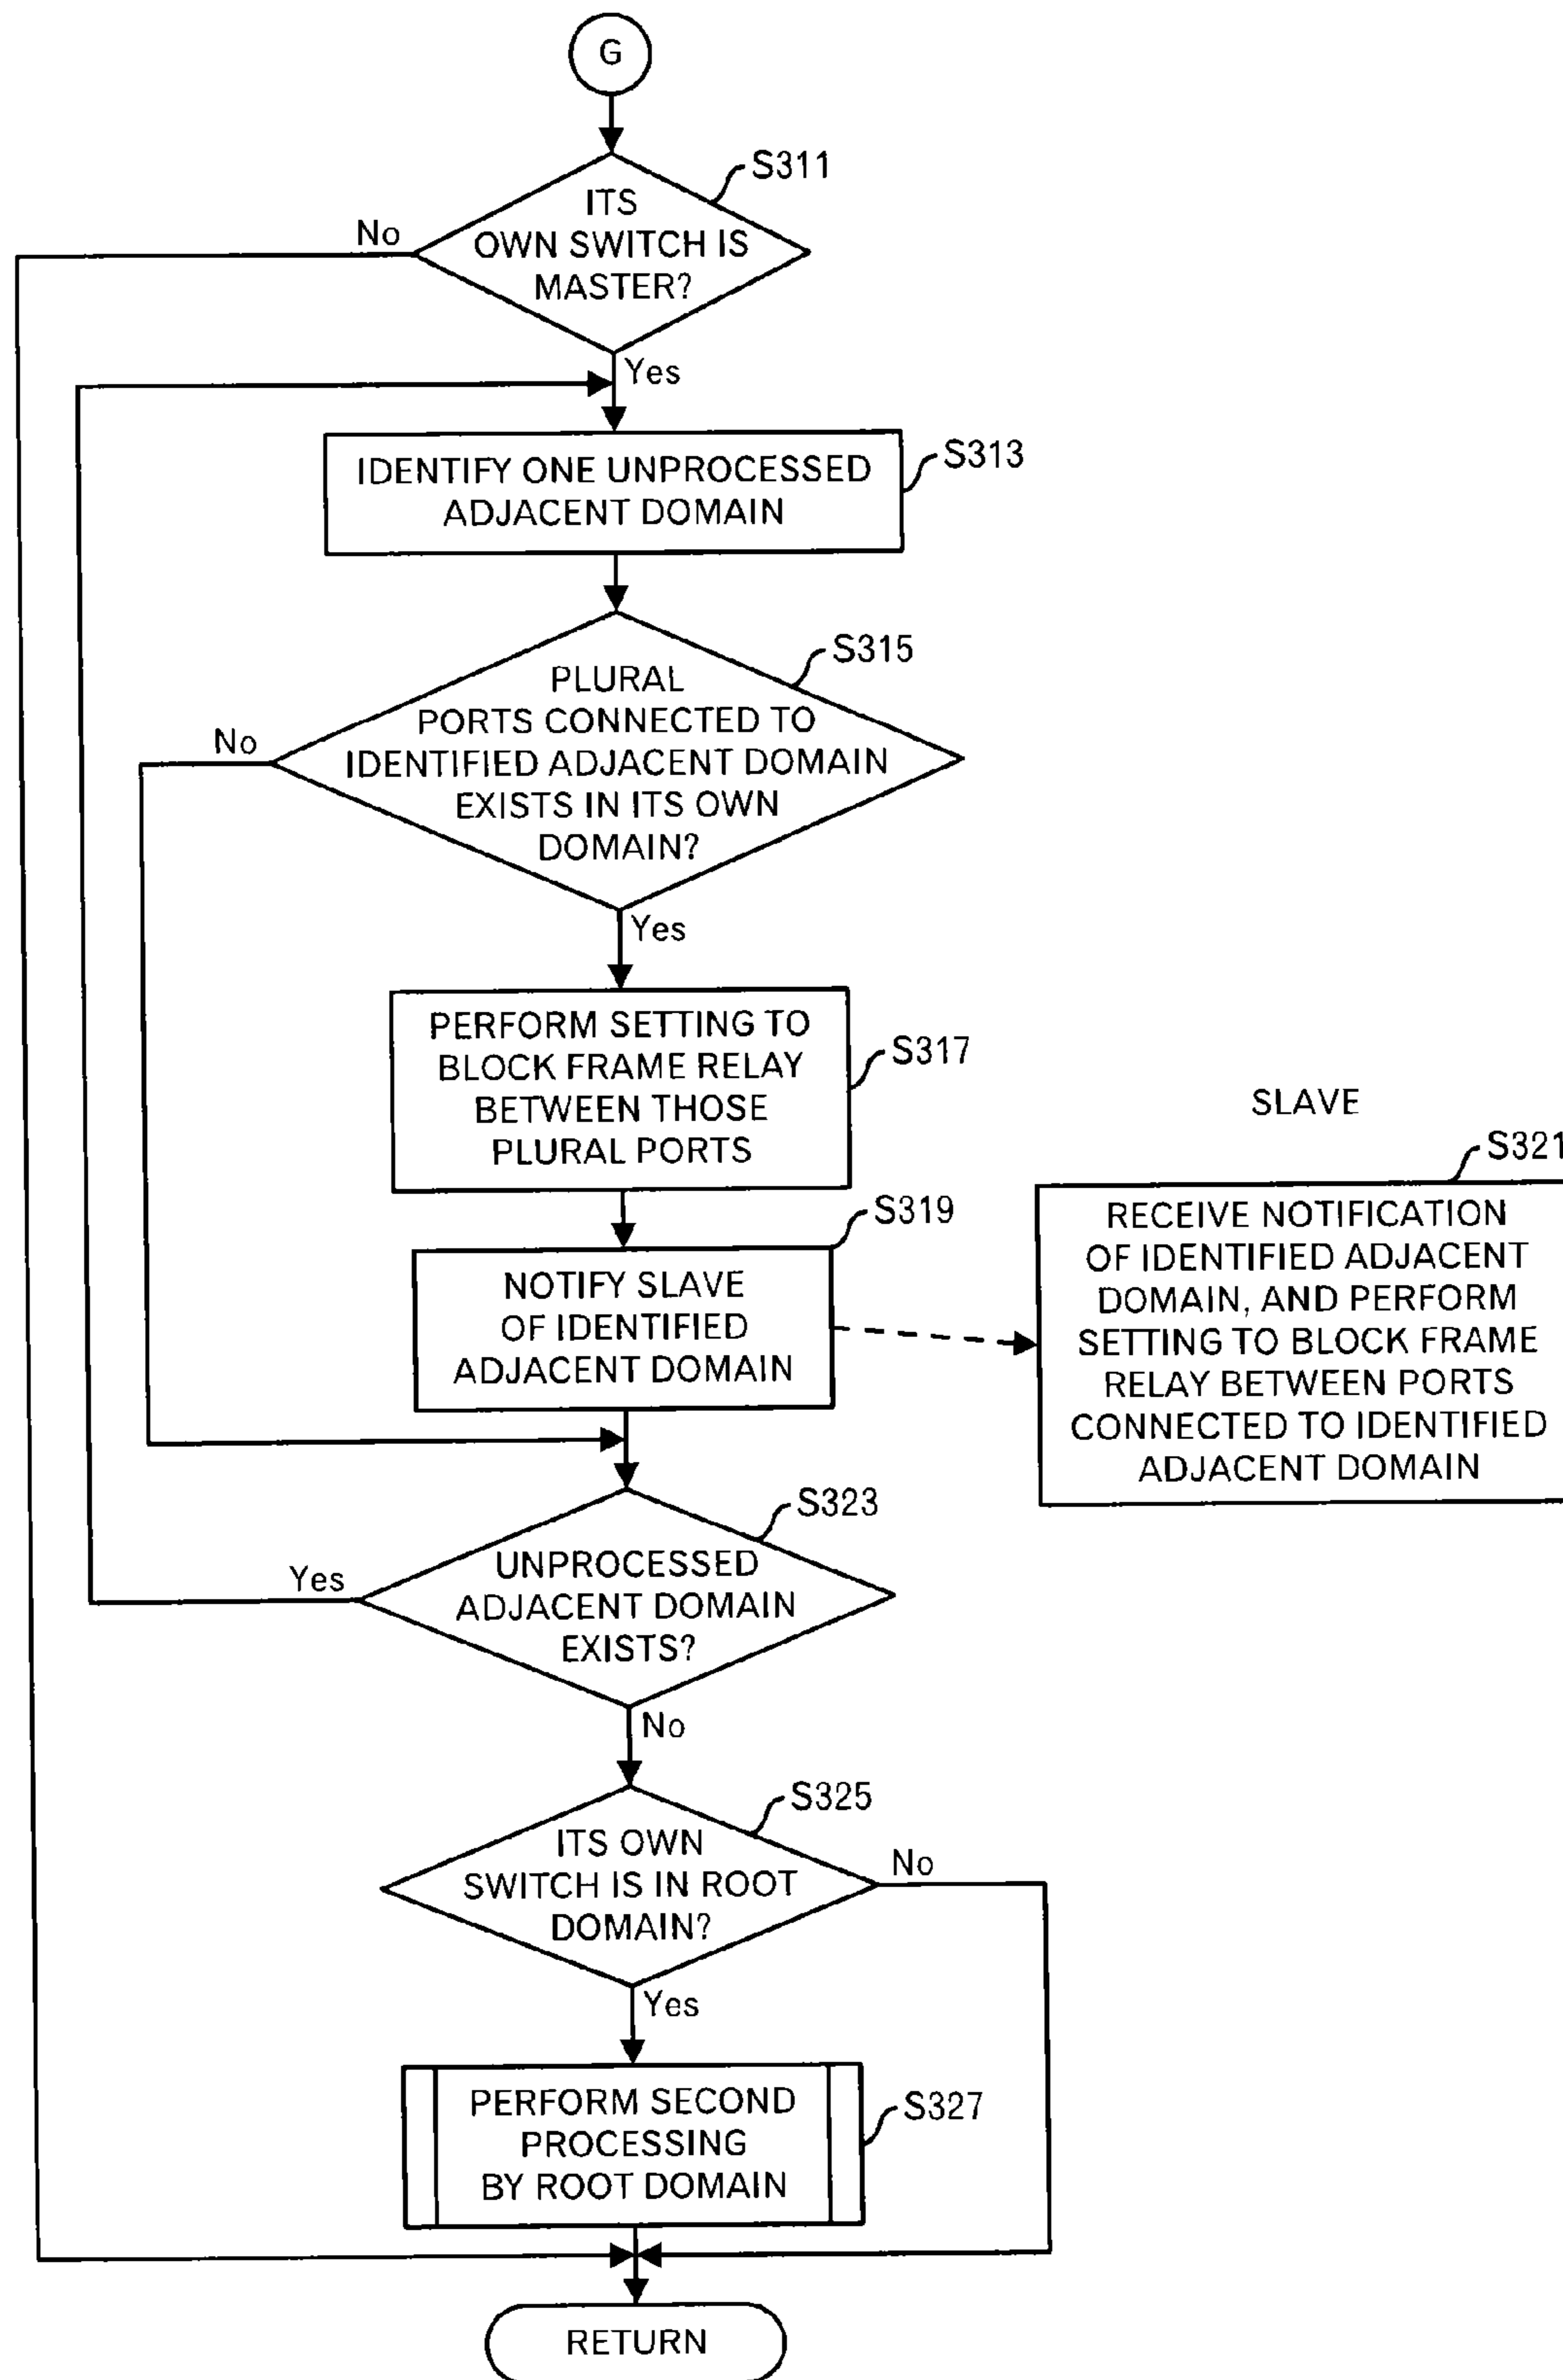 G
S311
ITS
OWN SWITCH IS
MASTER?
No
Yes
S313
IDENTIFY ONE UNPROCESSED
ADJACENT DOMAIN
S315
PLURAL
PORTS CONNECTED TO
IDENTIFIED ADJACENT DOMAIN
EXISTS IN ITS OWN
DOMAIN?
No
Yes
S317
PERFORM SETTING TO
BLOCK FRAME RELAY
BETWEEN THOSE
PLURAL PORTS
S319
NOTIFY SLAVE
OF IDENTIFIED
ADJACENT DOMAIN
SLAVE
S321
RECEIVE NOTIFICATION
OF IDENTIFIED ADJACENT
DOMAIN, AND PERFORM
SETTING TO BLOCK FRAME
RELAY BETWEEN PORTS
CONNECTED TO IDENTIFIED
ADJACENT DOMAIN
S323
UNPROCESSED
ADJACENT DOMAIN
EXISTS?
Yes
No
S325
ITS OWN
SWITCH IS IN ROOT
DOMAIN?
No
Yes
S327
PERFORM SECOND
PROCESSING
BY ROOT DOMAIN
RETURN